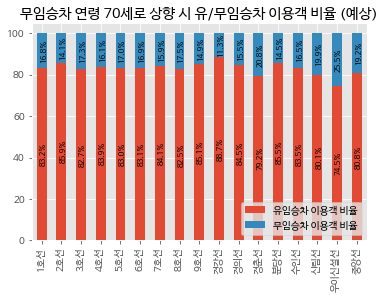 무임승차 연령 70세로 상향 시 유/무임승차 이용객 비율 (예상)
100
80
60
40
20
0
16.8%
14.1%
17.3%
16.1%
17.0%
16.9%
15.9%
17.5%
14.9%
11.3%
15.5%
20.8%
14.5%
16.5%
19.9%
25.5%
19.2%
83.2%
85.9%
82.7%
83.9%
83.0%
83.1%
84.1%
82.5%
85.1%
88.7%
84.5%
79.2%
85.5%
83.5%
80.1%
74.5%
80.8%
유임승차 이용객 비율
무임승차 이용객 비율
1호선
2호선
3호선
4호선
5호선
6호선
7호선
8호선
9호선
경강선
경의선
경춘선
분당선
수인선
신림선
우이신설선
중앙선